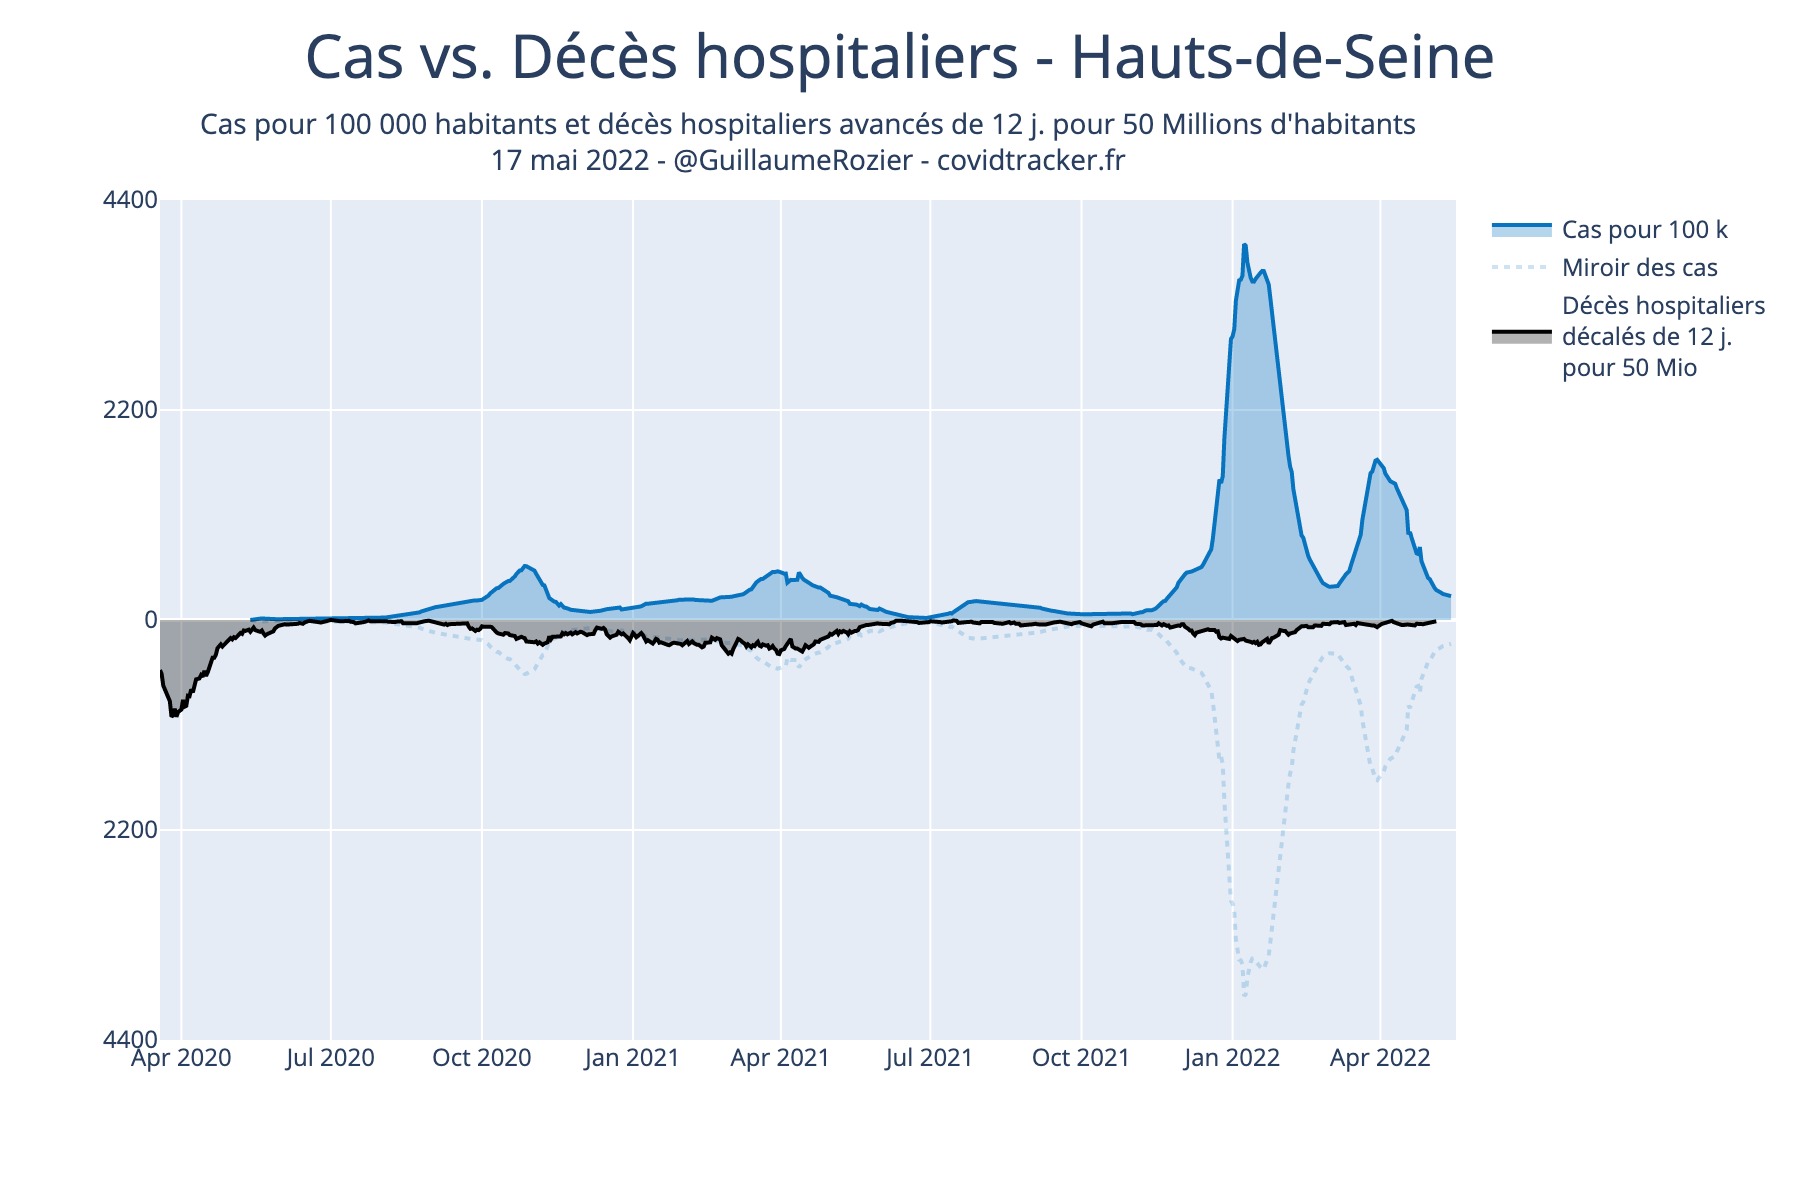 Cas vs. Décès hospitaliers - Hauts-de-Seine
Cas pour 100 000 habitants et décès hospitaliers avancés de 12 j. pour 50 Millions d'habitants
17 mai 2022 - @GuillaumeRozier - covidtracker.fr
4400
2200
0
2200
4400
Apr 2020
Jul 2020
Oct 2020
Jan 2021
Apr 2021
Jul 2021
Oct 2021
Jan 2022
Apr 2022
Cas pour 100 k
Miroir des cas
Décès hospitaliers
décalés de 12 j.
pour 50 Mio